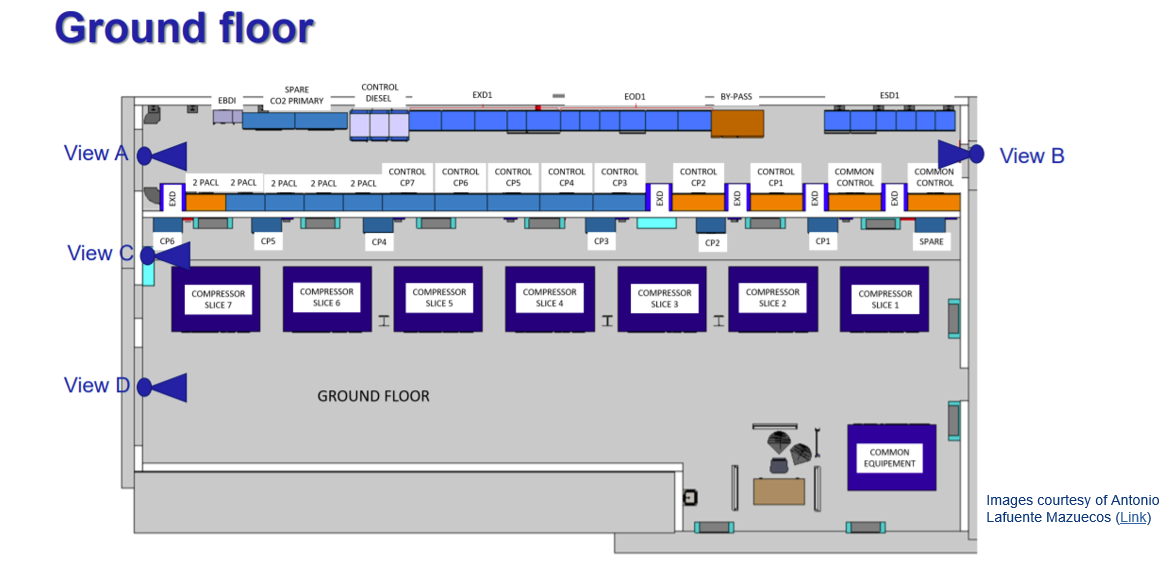 Ground floor
EBDI
SPARE
CO2 PRIMARY
CONTROL
DIESEL
EXD1
EOD1
BY-PASS
ESD1
View A
View B
EXD
2 PACL
2 PACL
2 PACL
2 PACL
2 PACL
CONTROL
CP7
CONTROL
CP6
CONTROL
CP5
CONTROL
CP4
CONTROL
CP3
EXD
CONTROL
CP2
EXD
CONTROL
CP1
EXD
COMMON
CONTROL
EXD
COMMON
CONTROL
CP6
CP5
CP4
CP3
CP2
CP1
SPARE
View C
COMPRESSOR
SLICE 7
COMPRESSOR
SLICE 6
COMPRESSOR
SLICE 5
COMPRESSOR
SLICE 4
COMPRESSOR
SLICE 3
COMPRESSOR
SLICE 2
COMPRESSOR
SLICE 1
View D
GROUND FLOOR
COMMON
EQUIPEMENT
Images courtesy of Antonio
Lafuente Mazuecos (Link)